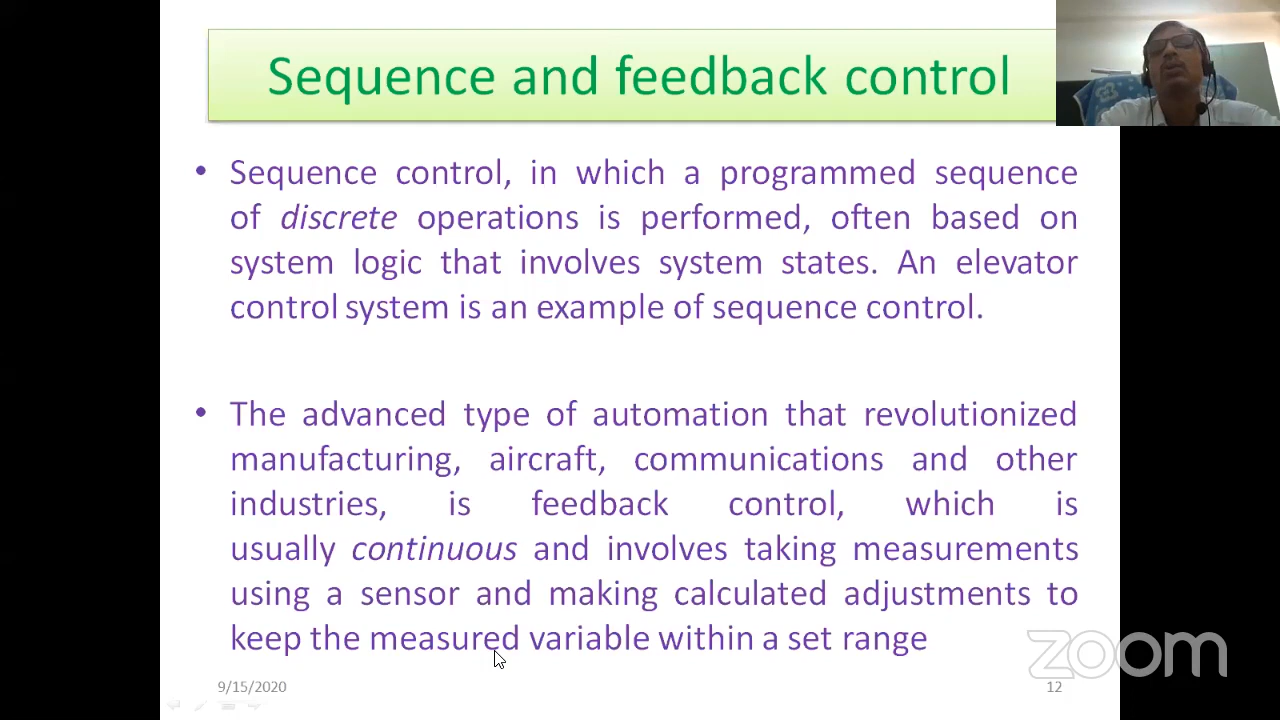 Sequence and feedback control
• Sequence control, in which a programmed sequence
of discrete operations is performed, often based on
system logic that involves system states. An elevator
control system is an example of sequence control.
• The advanced type of automation that revolutionized
manufacturing, aircraft, communications and other
industries, is feedback control, which is
usually continuous and involves taking measurements
using a sensor and making calculated adjustments to
keep the measured variable within a set range
zoom
9/15/2020
12